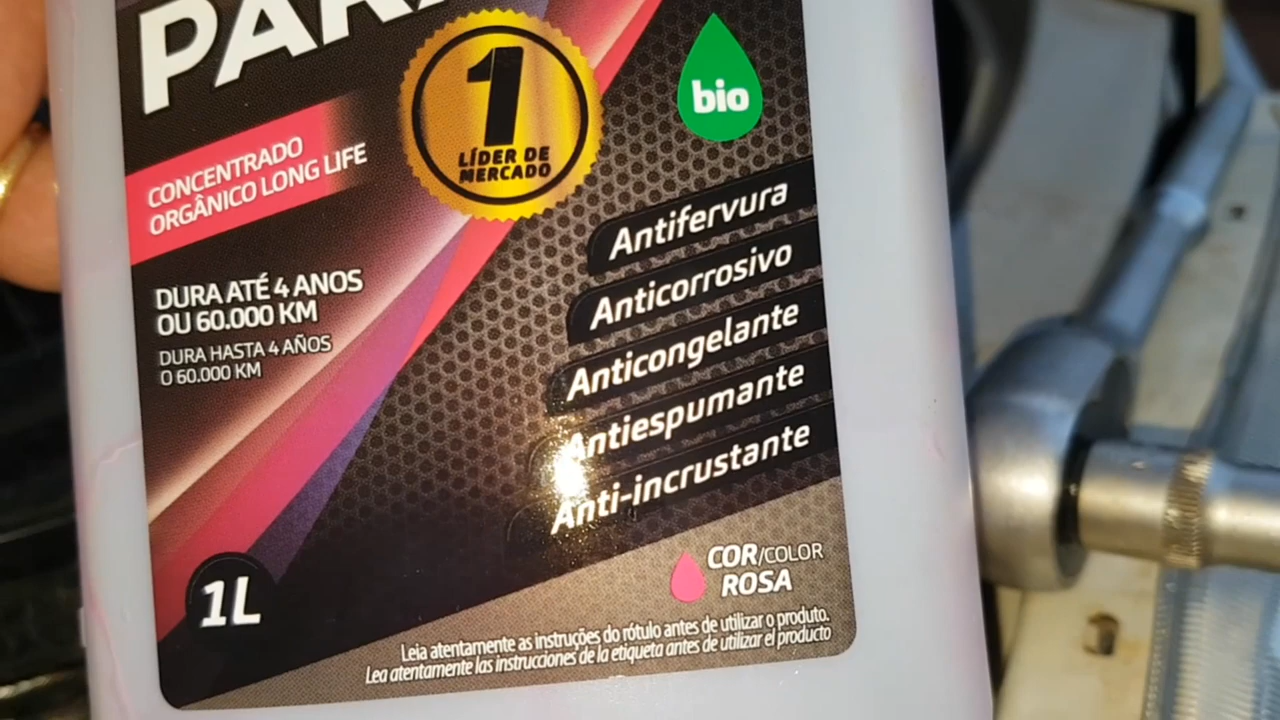 1
LÍDER DE
MERCADO
bio
CONCENTRADO
ORGÂNICO LONG LIFE
DURA ATÉ 4 ANOS
OU 60.000 KM
DURA HASTA 4 AÑOS
O 60.000 KM
Antifervura
Anticorrosivo
Anticongelante
Antiespumante
Anti-incrustante
1L
COR/COLOR
ROSA
Leia atentamente as instruções do rótulo antes de utilizar o produto.
Lea atentamente las instrucciones de la etiqueta antes de utilizar el producto